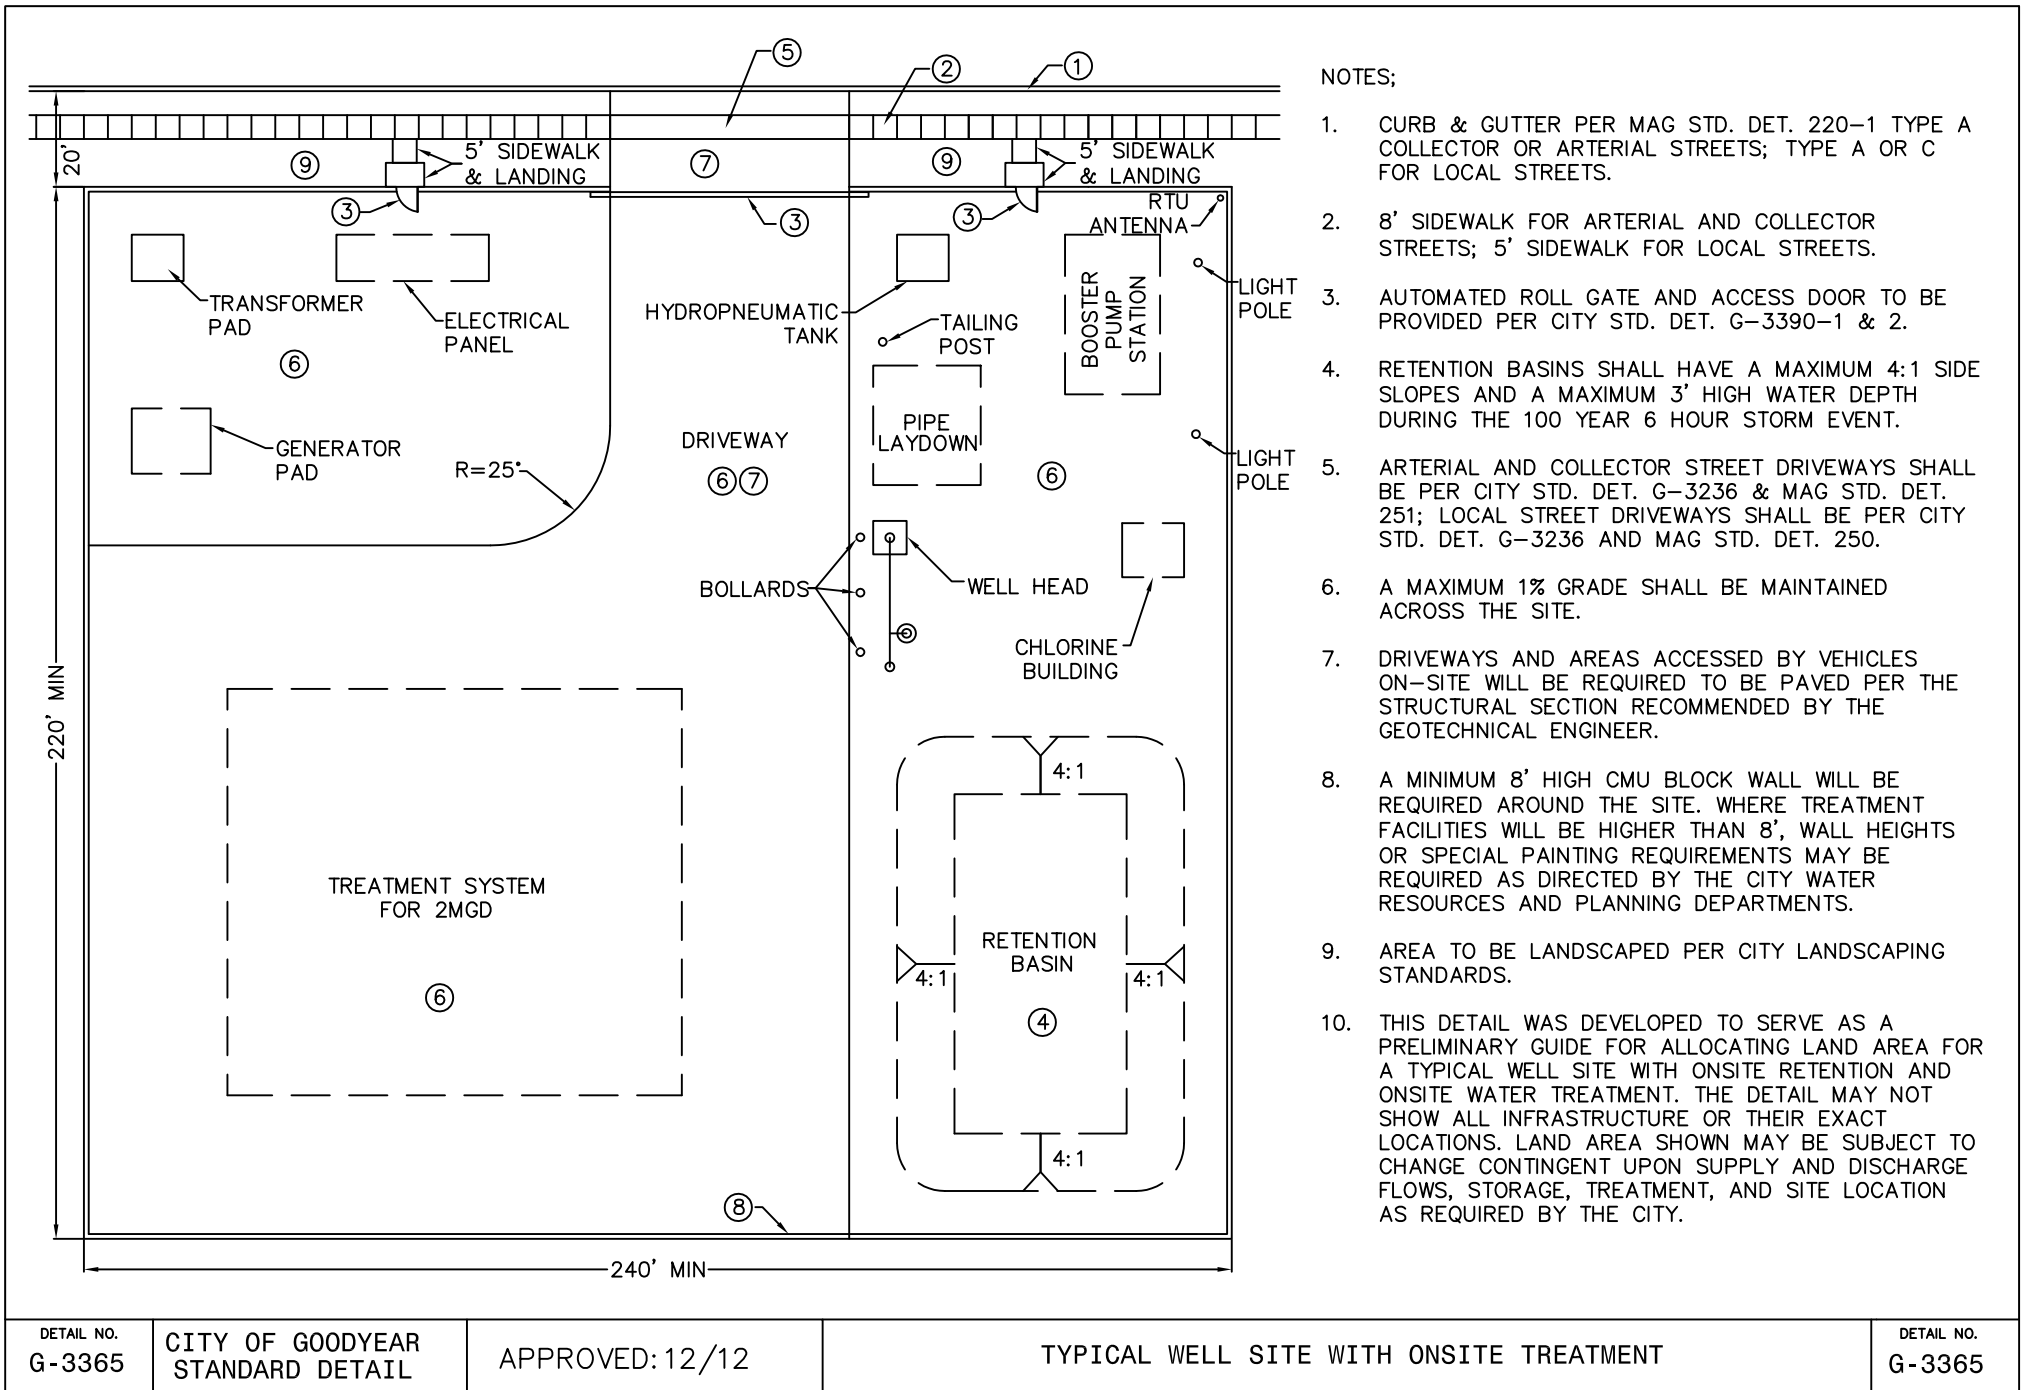 5
2
1
20'
9
5' SIDEWALK
& LANDING
7
9
5' SIDEWALK
& LANDING
3
3
3
RTU
ANTENNA
TRANSFORMER
PAD
ELECTRICAL
PANEL
HYDROPNEUMATIC
TANK
TAILING
POST
BOOSTER
PUMP
STATION
LIGHT
POLE
6
GENERATOR
PAD
R=25'
DRIVEWAY
6 7
PIPE
LAYDOWN
6
LIGHT
POLE
BOLLARDS
WELL HEAD
CHLORINE
BUILDING
220' MIN
TREATMENT SYSTEM
FOR 2MGD
6
4:1
RETENTION
BASIN
4:1
4:1
4
4:1
8
240' MIN
NOTES;
1. CURB & GUTTER PER MAG STD. DET. 220-1 TYPE A
COLLECTOR OR ARTERIAL STREETS; TYPE A OR C
FOR LOCAL STREETS.
2. 8' SIDEWALK FOR ARTERIAL AND COLLECTOR
STREETS; 5' SIDEWALK FOR LOCAL STREETS.
3. AUTOMATED ROLL GATE AND ACCESS DOOR TO BE
PROVIDED PER CITY STD. DET. G-3390-1 & 2.
4. RETENTION BASINS SHALL HAVE A MAXIMUM 4:1 SIDE
SLOPES AND A MAXIMUM 3' HIGH WATER DEPTH
DURING THE 100 YEAR 6 HOUR STORM EVENT.
5. ARTERIAL AND COLLECTOR STREET DRIVEWAYS SHALL
BE PER CITY STD. DET. G-3236 & MAG STD. DET.
251; LOCAL STREET DRIVEWAYS SHALL BE PER CITY
STD. DET. G-3236 AND MAG STD. DET. 250.
6. A MAXIMUM 1% GRADE SHALL BE MAINTAINED
ACROSS THE SITE.
7. DRIVEWAYS AND AREAS ACCESSED BY VEHICLES
ON-SITE WILL BE REQUIRED TO BE PAVED PER THE
STRUCTURAL SECTION RECOMMENDED BY THE
GEOTECHNICAL ENGINEER.
8. A MINIMUM 8' HIGH CMU BLOCK WALL WILL BE
REQUIRED AROUND THE SITE. WHERE TREATMENT
FACILITIES WILL BE HIGHER THAN 8', WALL HEIGHTS
OR SPECIAL PAINTING REQUIREMENTS MAY BE
REQUIRED AS DIRECTED BY THE CITY WATER
RESOURCES AND PLANNING DEPARTMENTS.
9. AREA TO BE LANDSCAPED PER CITY LANDSCAPING
STANDARDS.
10. THIS DETAIL WAS DEVELOPED TO SERVE AS A
PRELIMINARY GUIDE FOR ALLOCATING LAND AREA FOR
A TYPICAL WELL SITE WITH ONSITE RETENTION AND
ONSITE WATER TREATMENT. THE DETAIL MAY NOT
SHOW ALL INFRASTRUCTURE OR THEIR EXACT
LOCATIONS. LAND AREA SHOWN MAY BE SUBJECT TO
CHANGE CONTINGENT UPON SUPPLY AND DISCHARGE
FLOWS, STORAGE, TREATMENT, AND SITE LOCATION
AS REQUIRED BY THE CITY.
DETAIL NO.
G-3365
CITY OF GOODYEAR
STANDARD DETAIL
APPROVED: 12/12
TYPICAL WELL SITE WITH ONSITE TREATMENT
DETAIL NO.
G-3365